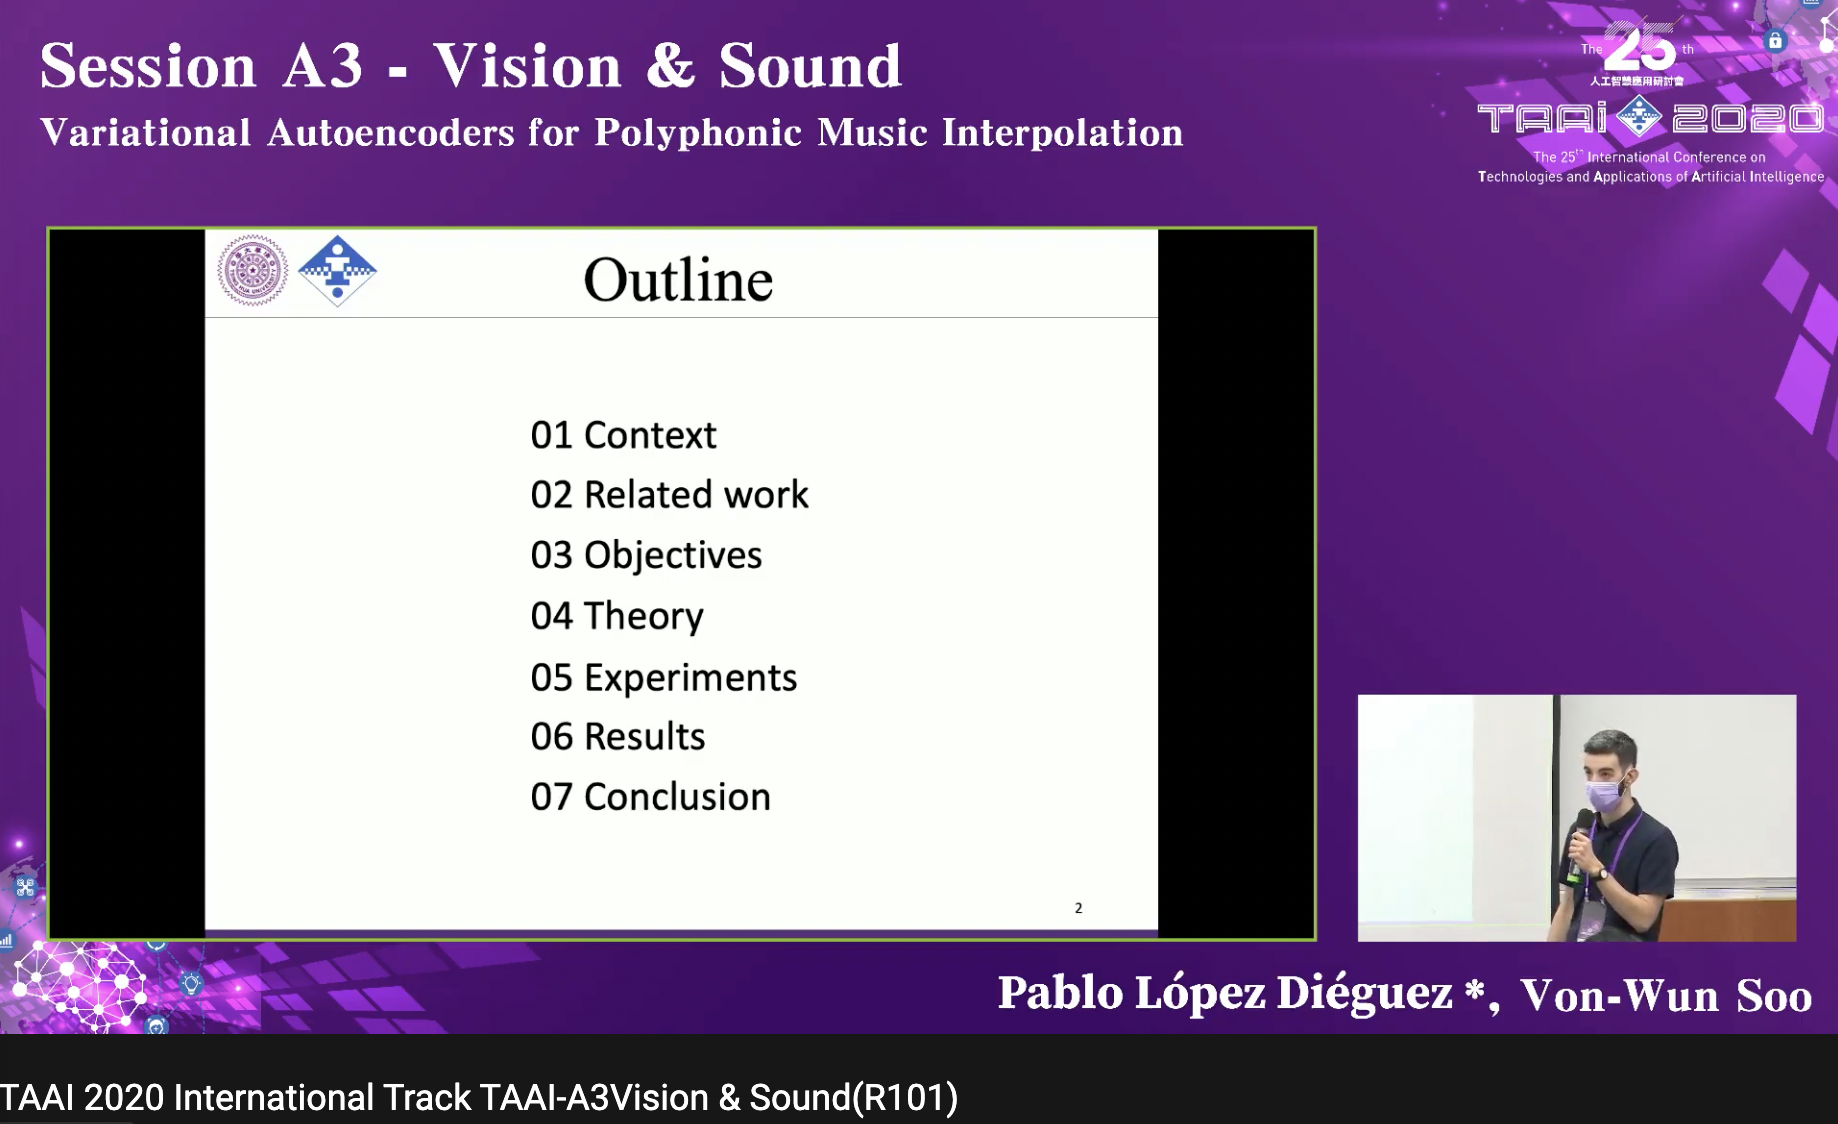 Session A3 - Vision & Sound
Variational Autoencoders for Polyphonic Music Interpolation
The 25 th
人工智慧應用研討會
TAAi 2020
The 25th International Conference on
Technologies and Applications of Artificial Intelligence
Outline
01 Context
02 Related work
03 Objectives
04 Theory
05 Experiments
06 Results
07 Conclusion
2
Pablo López Diéguez *, Von-Wun Soo
TAAI 2020 International Track TAAI-A3Vision & Sound(R101)